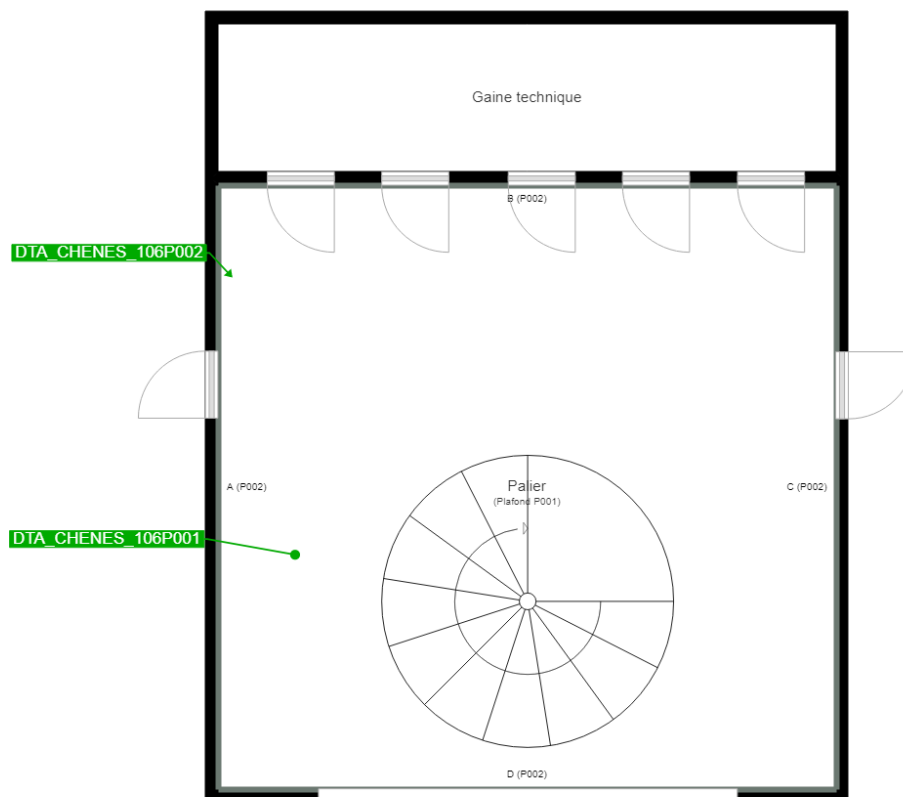 Gaine technique
B (P002)
DTA_CHENES_106P002
A (P002)
Palier
(Plafond P001)
C (P002)
DTA_CHENES_106P001
D (P002)